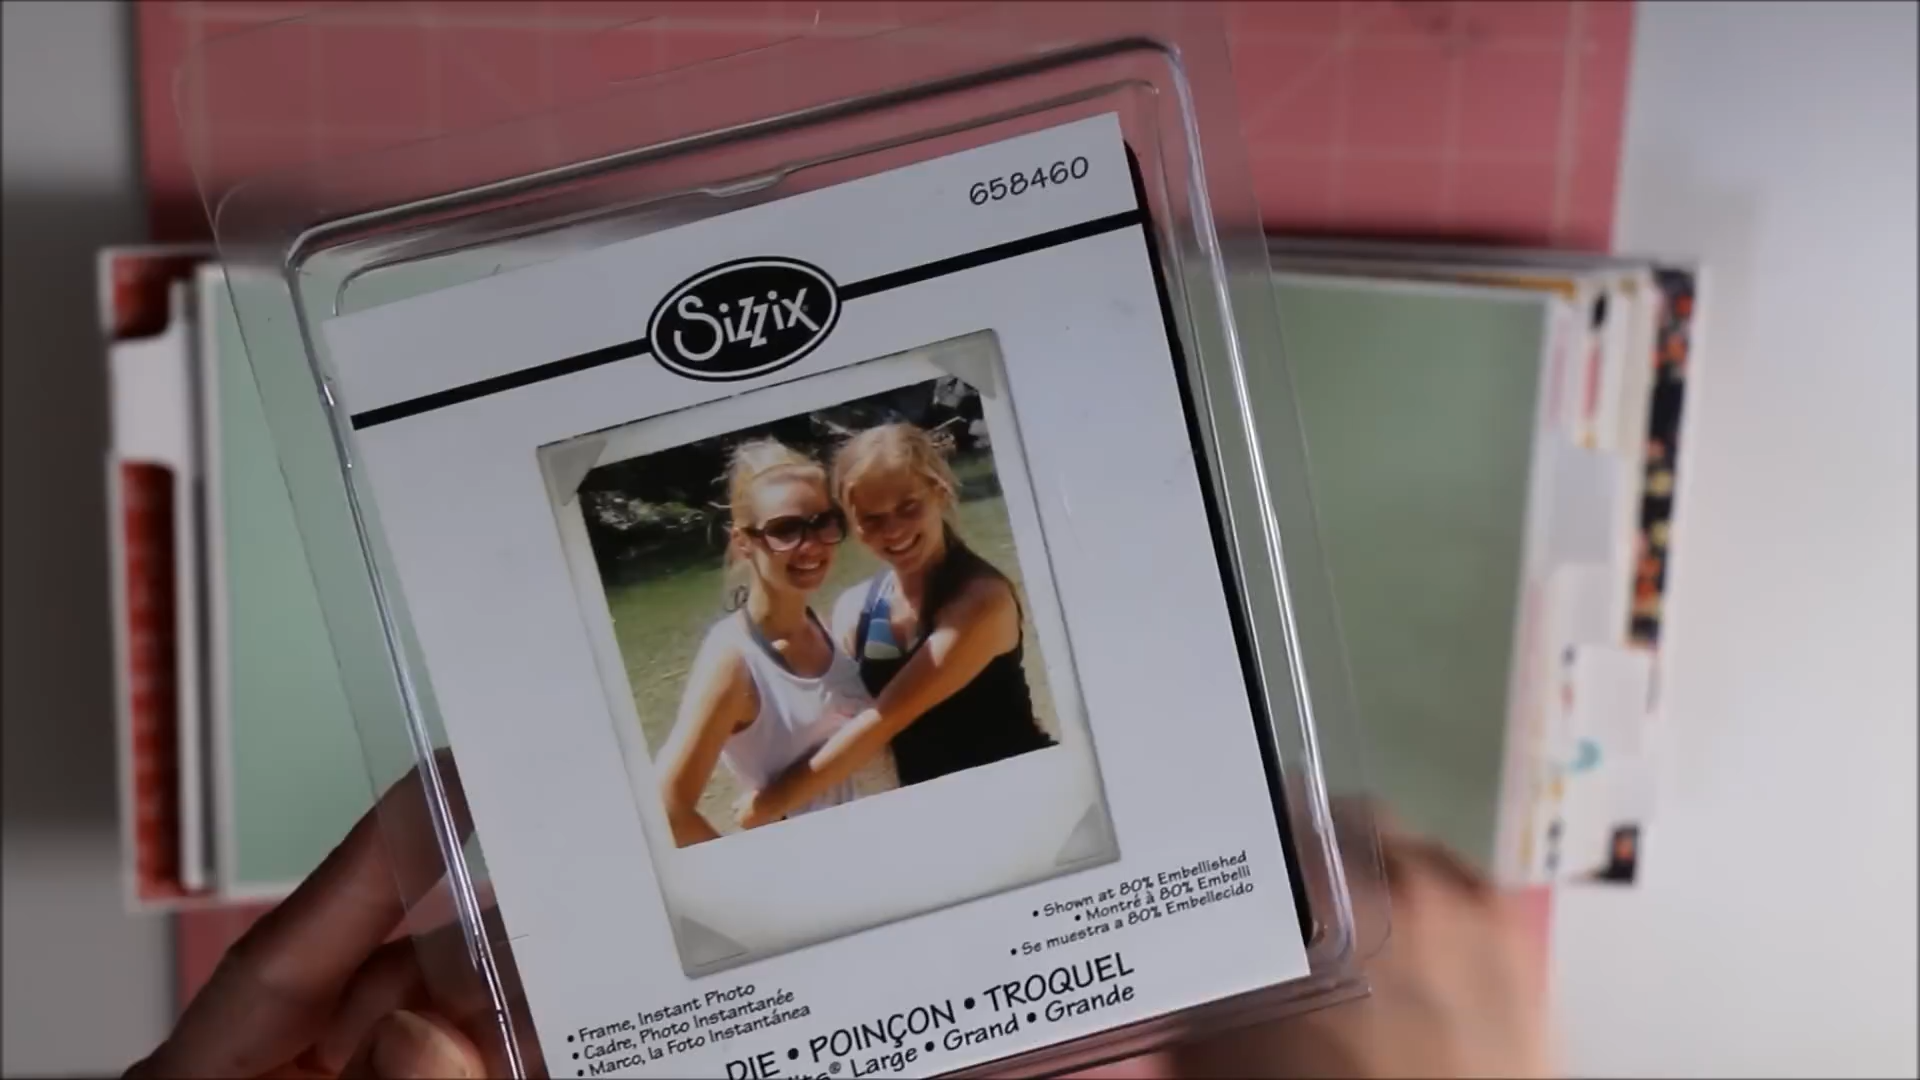 658460
Sizzix
• Shown at 80% Embellished
• Montré à 80% Embelli
• Se muestra a 80% Embellecido
• Frame, Instant Photo
• Cadre, Photo Instantanée
• Marco, la Foto Instantánea
DIE • POINÇON • TROQUEL
Large • Grand • Grande